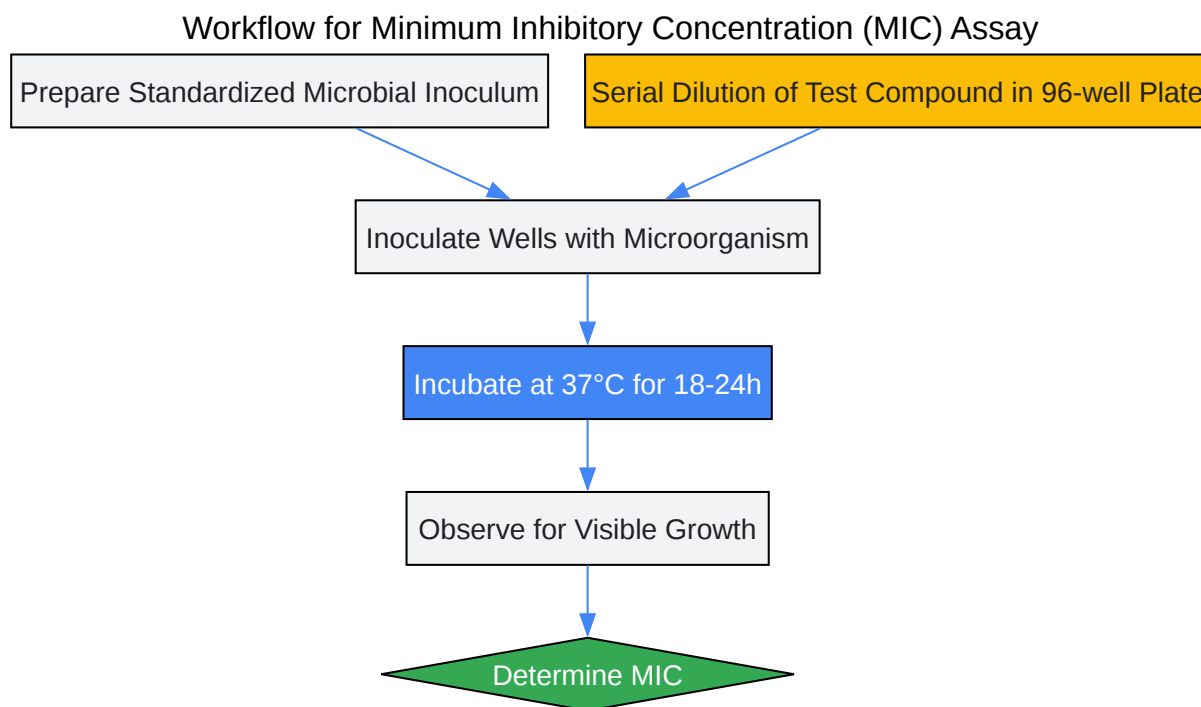 Workflow for Minimum Inhibitory Concentration (MIC) Assay
Prepare Standardized Microbial Inoculum
Serial Dilution of Test Compound in 96-well Plate
Inoculate Wells with Microorganism
Incubate at 37°C for 18-24h
Observe for Visible Growth
Determine MIC